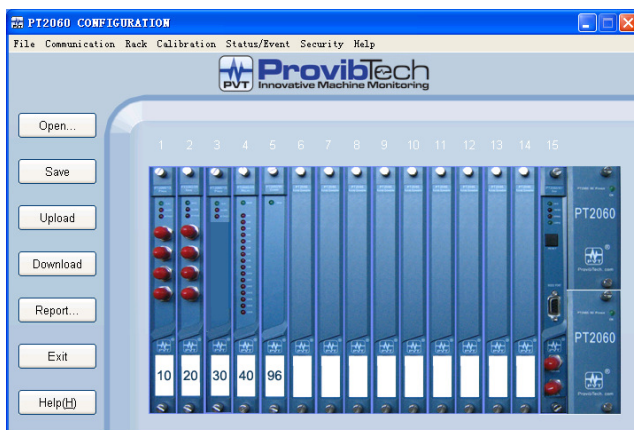 PT2060 CONFIGURATION
File Communication Rack Calibration Status/Event Security Help
PVT ProvibTech
Innovative Machine Monitoring
Open...
Save
Upload
Download
Report...
Exit
Help(H)
1 2 3 4 5 6 7 8 9 10 11 12 13 14 15
PT2060
PT2060
10 20 30 40 96